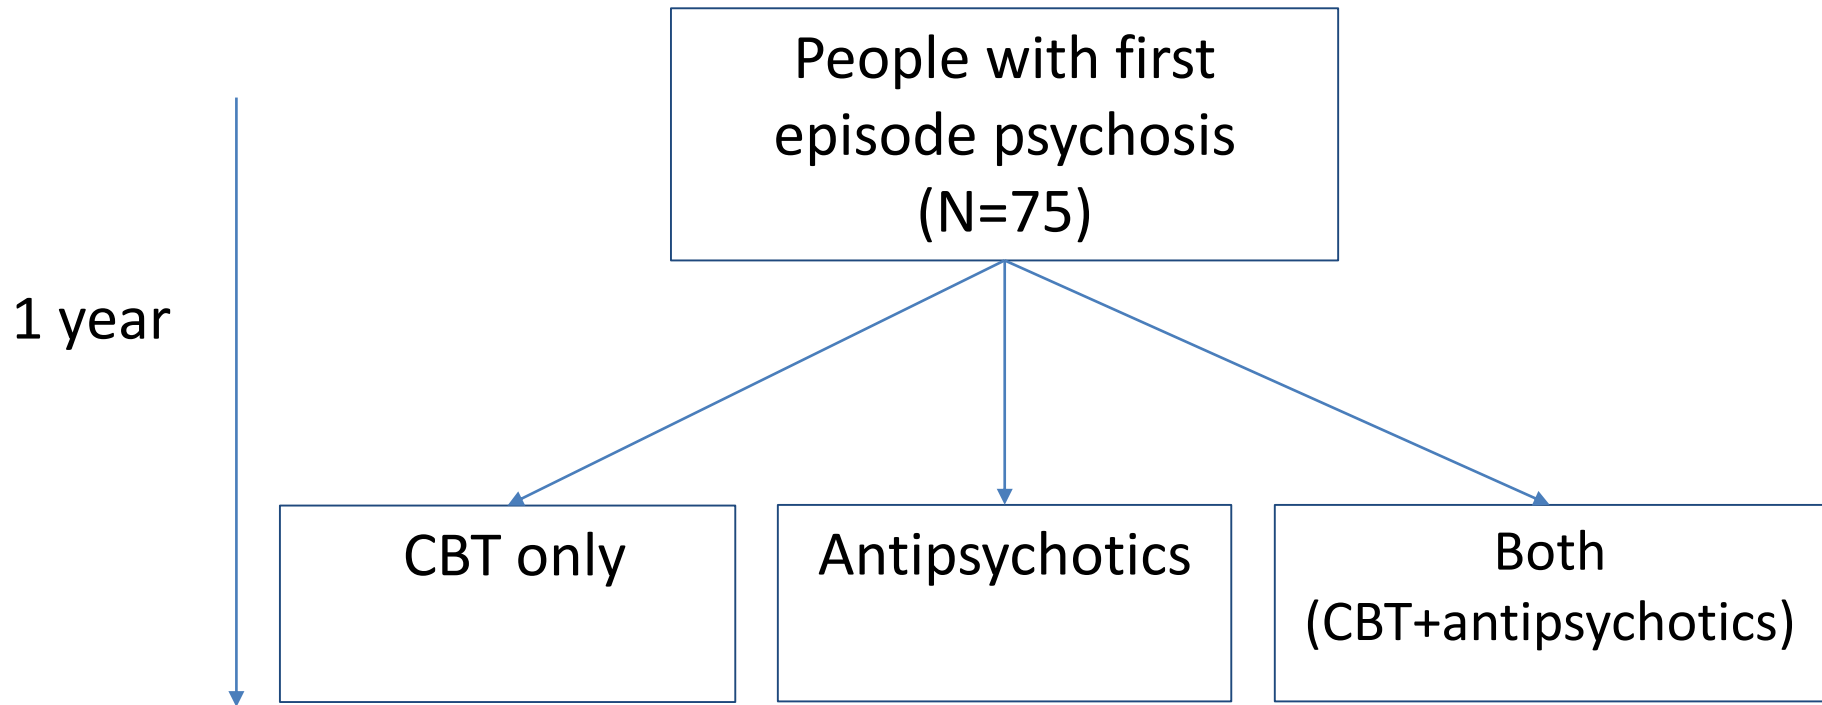 People with first
episode psychosis
(N=75)
1 year
CBT only
Antipsychotics
Both
(CBT+antipsychotics)